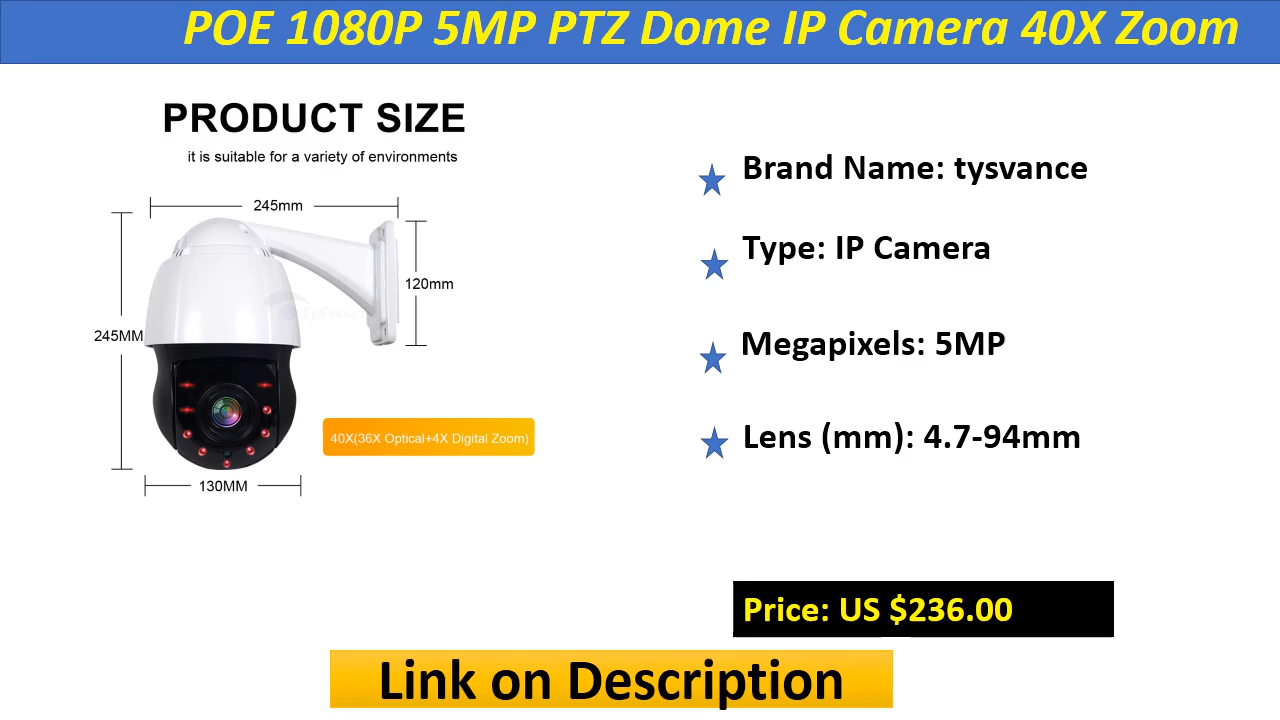 POE 1080P 5MP PTZ Dome IP Camera 40X Zoom
PRODUCT SIZE
it is suitable for a variety of environments
245mm
120mm
245MM
40X(36X Optical+4X Digital Zoom)
130MM
Brand Name: tysvance
Type: IP Camera
Megapixels: 5MP
Lens (mm): 4.7-94mm
Price: US $236.00
Link on Description